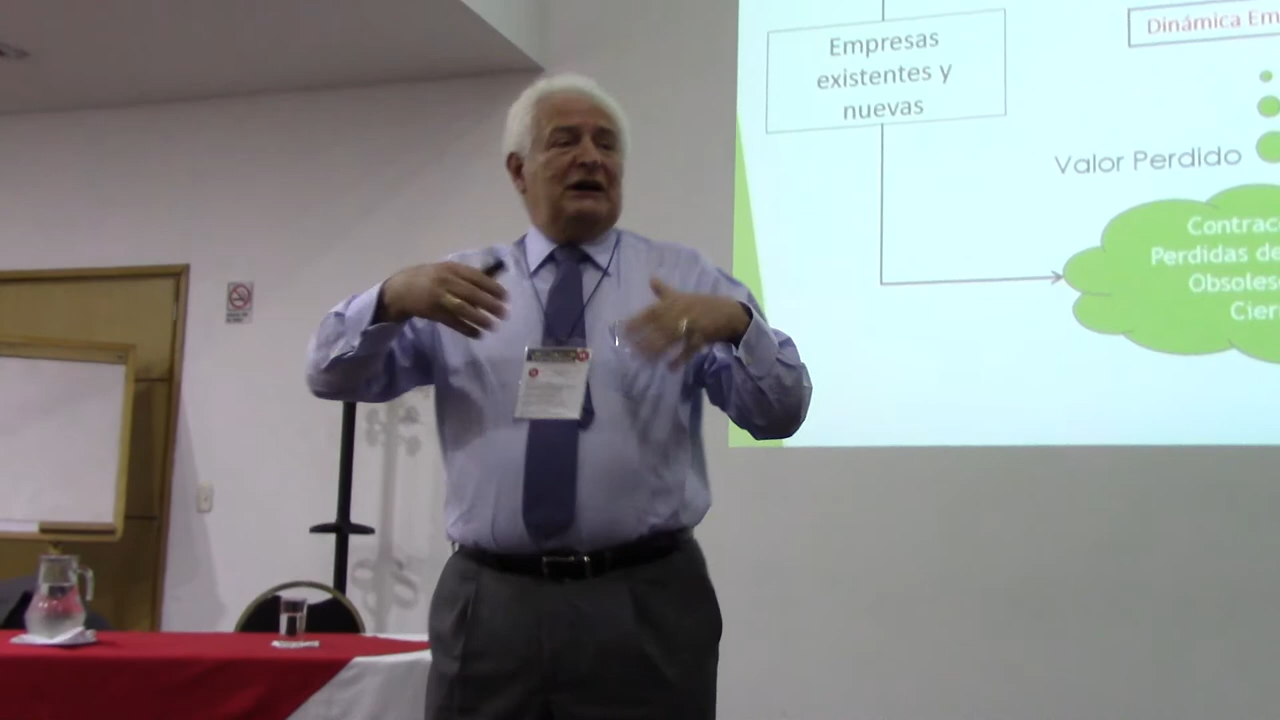 Empresas
existentes y
nuevas
Dinámica Em
Valor Perdido
Contrac
Perdidas de
Obsoles
Cier